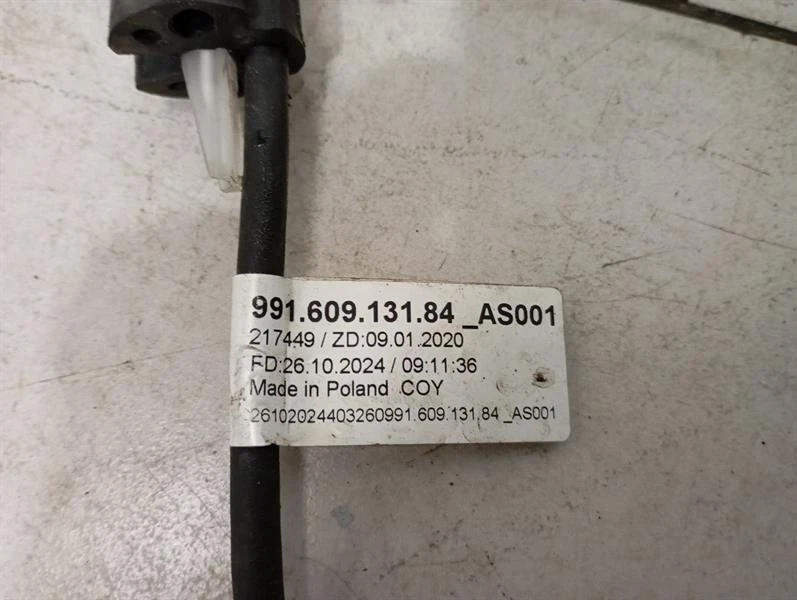 991.609.131.84 _AS001
217449 / ZD:09.01.2020
FD:26.10.2024 / 09:11:36
Made in Poland COY
26102024403260991.609.131.84 _AS001